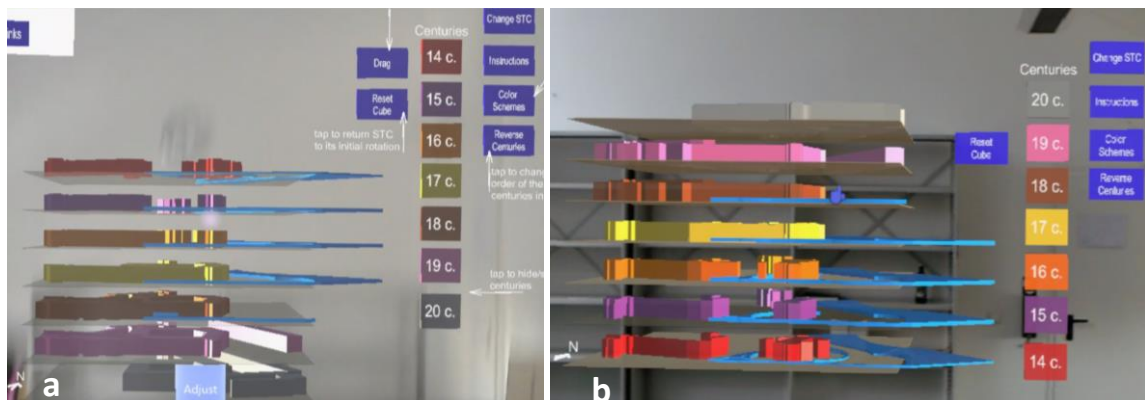 nks
Change STC
Centuries
Drag
14 c.
Instructions
Reset
Cube
15 c.
Color
Schemes
tap to return STC
to its initial rotation
16 c.
Reverse
Centuries
17 c.
tap to chang
order of the
centuries in
18 c.
19 c.
tap to hide/
centuries
20 c.
N
a
Adjust
Change STC
Centuries
20 c.
Instructions
Reset
Cube
19 c.
Color
Schemes
18 c.
Reverse
Centuries
17 c.
16 c.
15 c.
14 c.
N
b